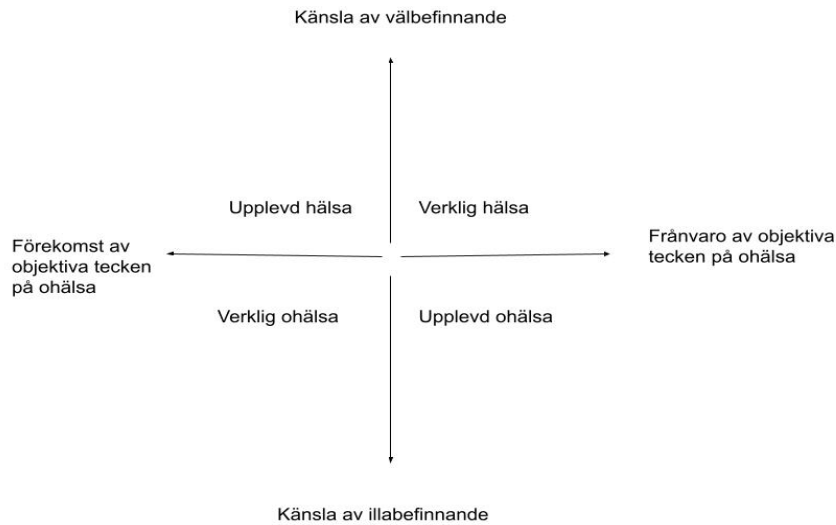 Känsla av välbefinnande
Upplevd hälsa
Verklig hälsa
Förekomst av
objektiva tecken
på ohälsa
Frånvaro av objektiva
tecken på ohälsa
Verklig ohälsa
Upplevd ohälsa
Känsla av illabefinnande